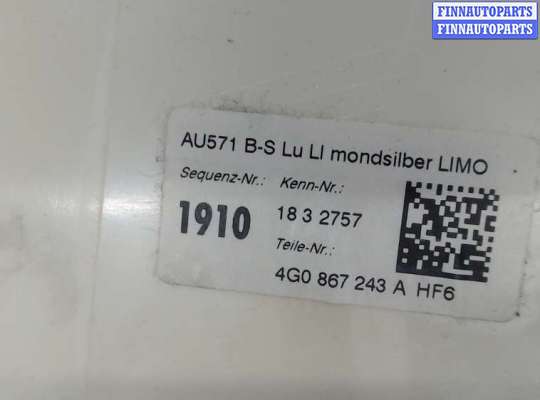 FINNAUTOPARTS
FINNAUTOPARTS
AU571 B-S Lu LI mondsilber LIMO
Sequenz-Nr.: Kenn-Nr.:
1910 18 3 2757
Teile-Nr.:
4G0 867 243 A HF6